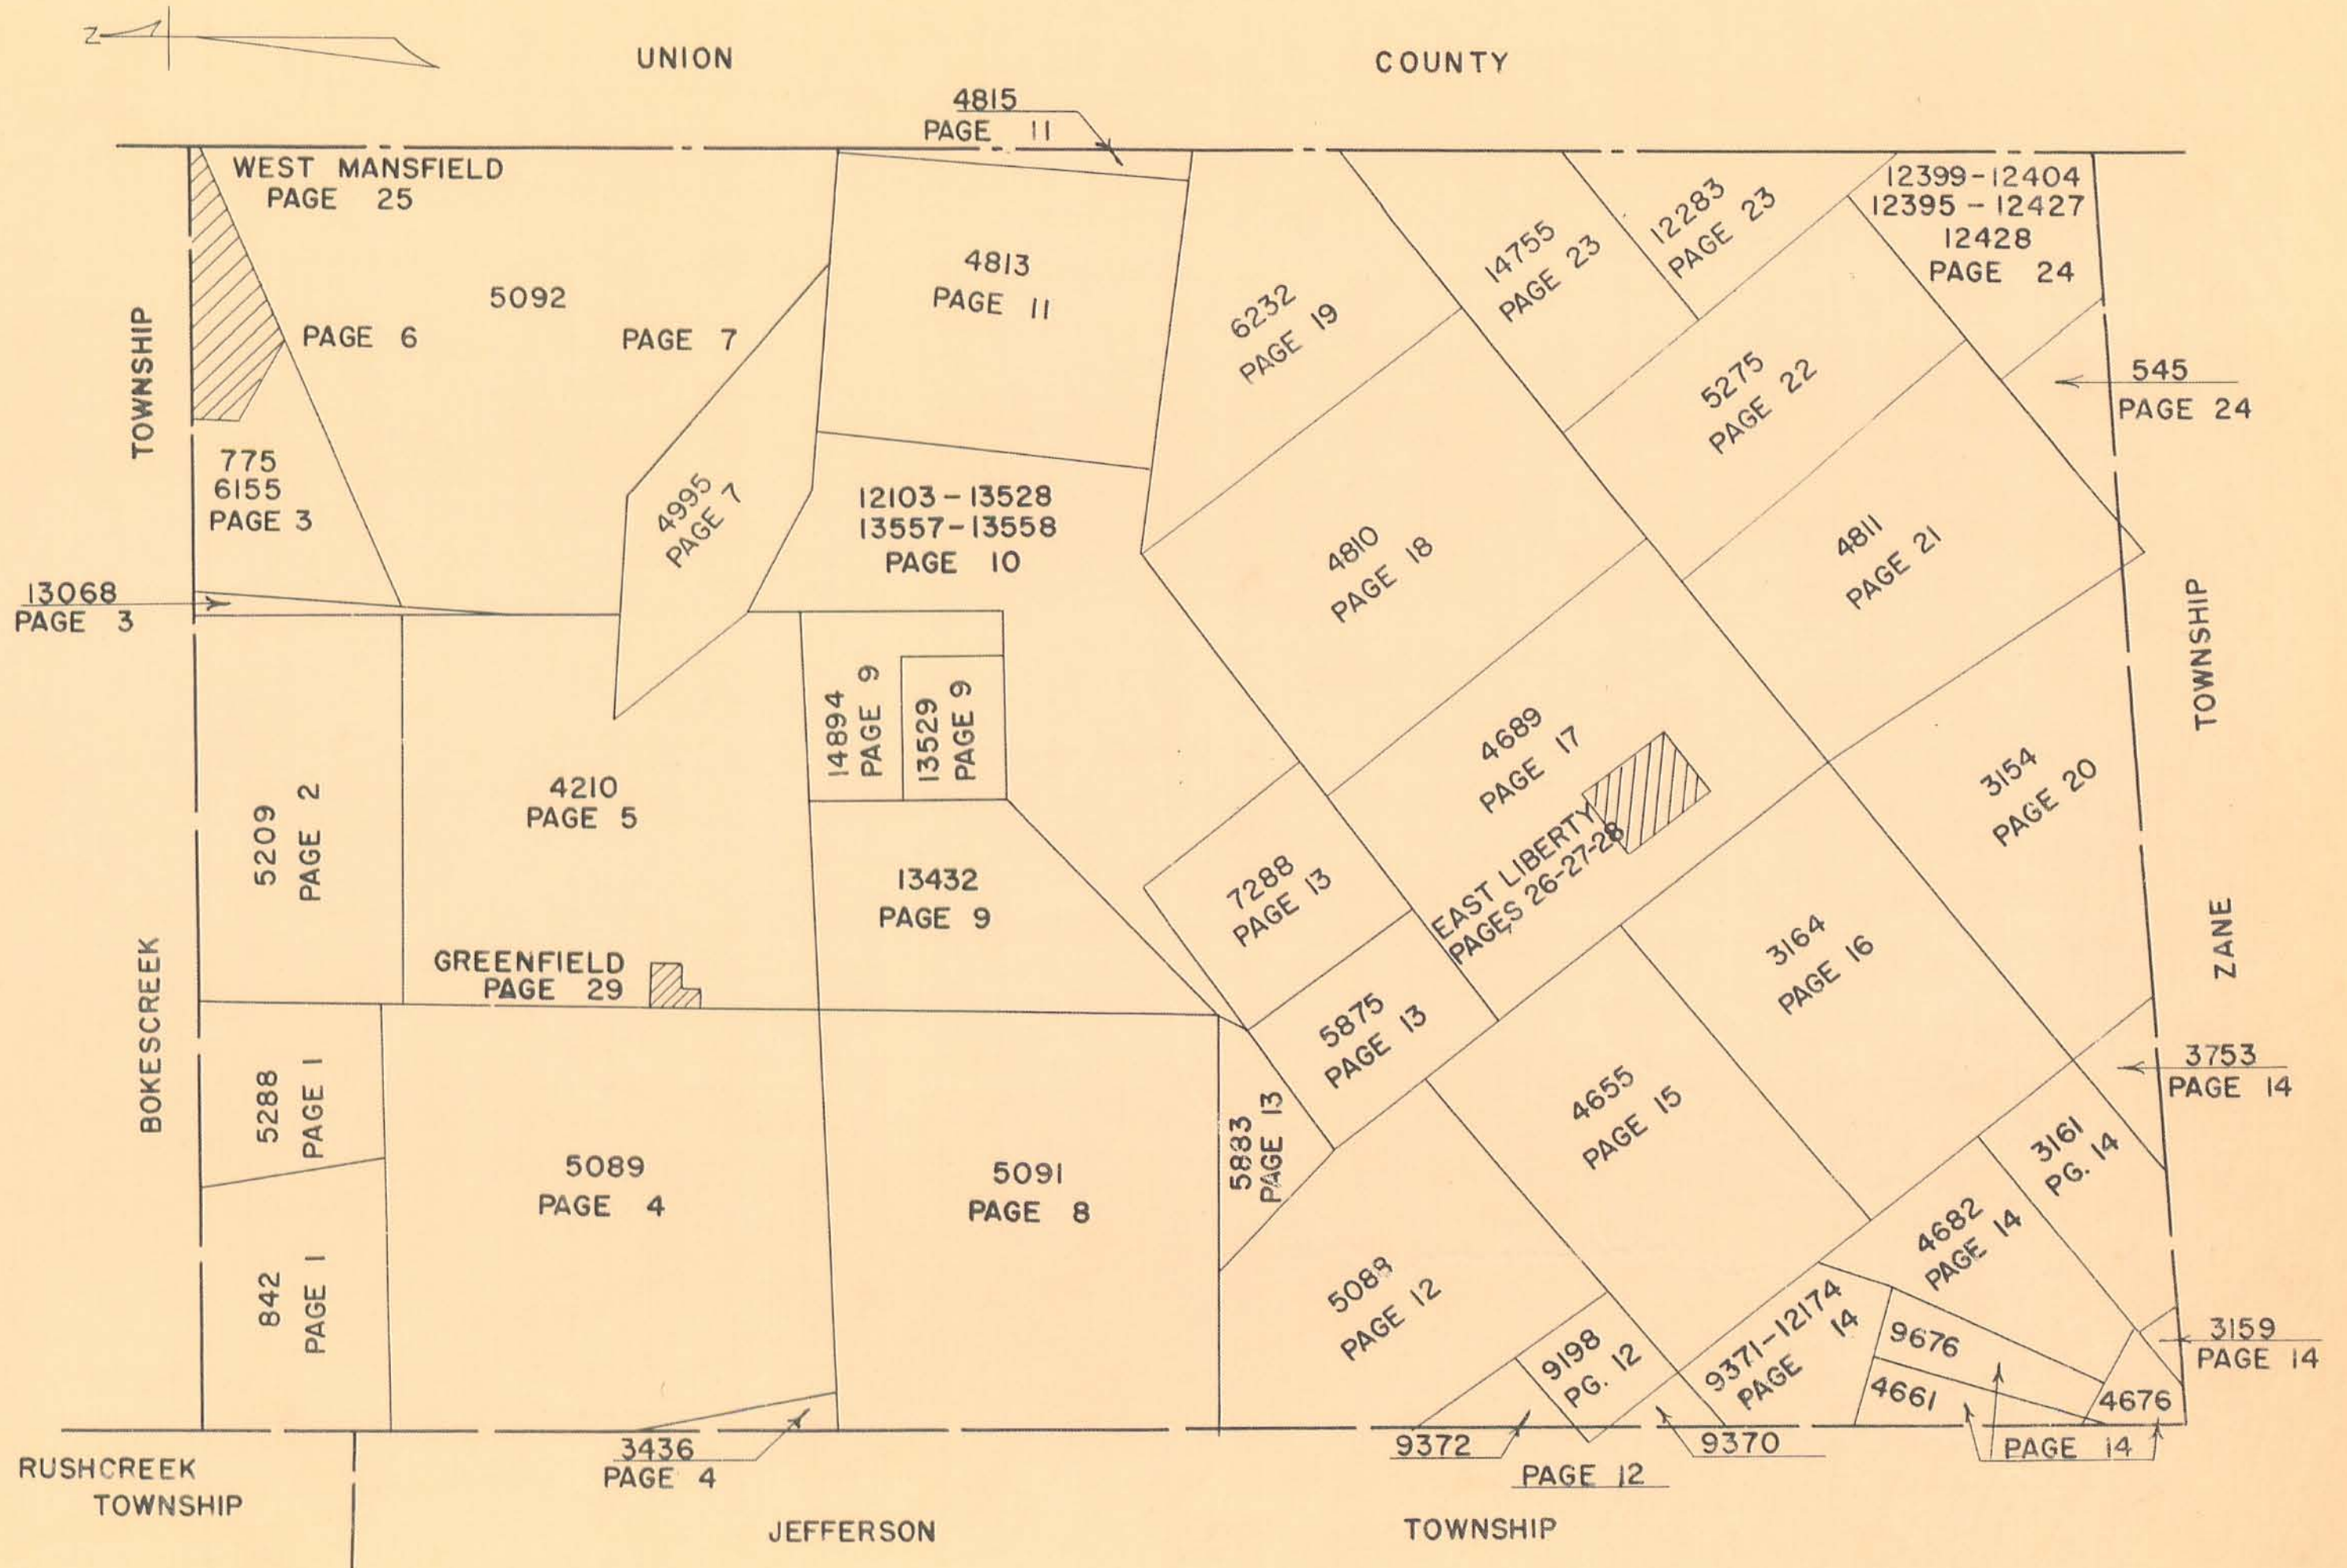 Z
UNION
COUNTY
4815
PAGE 11
WEST MANSFIELD
PAGE 25
5092
PAGE 6
PAGE 7
4813
PAGE 11
6232
PAGE 19
14755
PAGE 23
12283
PAGE 23
12399-12404
12395-12427
12428
PAGE 24
545
PAGE 24
TOWNSHIP
775
6155
PAGE 3
4995
PAGE 7
12103-13528
13557-13558
PAGE 10
4810
PAGE 18
5275
PAGE 22
4811
PAGE 21
13068
PAGE 3
TOWNSHIP
5209
PAGE 2
4210
PAGE 5
14894
PAGE 9
13529
PAGE 9
4689
PAGE 17
3154
PAGE 20
13432
PAGE 9
7288
PAGE 13
EAST LIBERTY
PAGES 26-27-28
3164
PAGE 16
ZANE
GREENFIELD
PAGE 29
BOKESCREEK
5288
PAGE 1
5875
PAGE 13
3753
PAGE 14
5089
PAGE 4
5091
PAGE 8
5883
PAGE 13
4655
PAGE 15
3161
PG. 14
4682
PAGE 14
842
PAGE 1
5088
PAGE 12
9198
PG. 12
9371-12174
PAGE 14
9676
4661
4676
3159
PAGE 14
3436
PAGE 4
9372
9370
PAGE 12
PAGE 14
RUSHCREEK
TOWNSHIP
JEFFERSON
TOWNSHIP